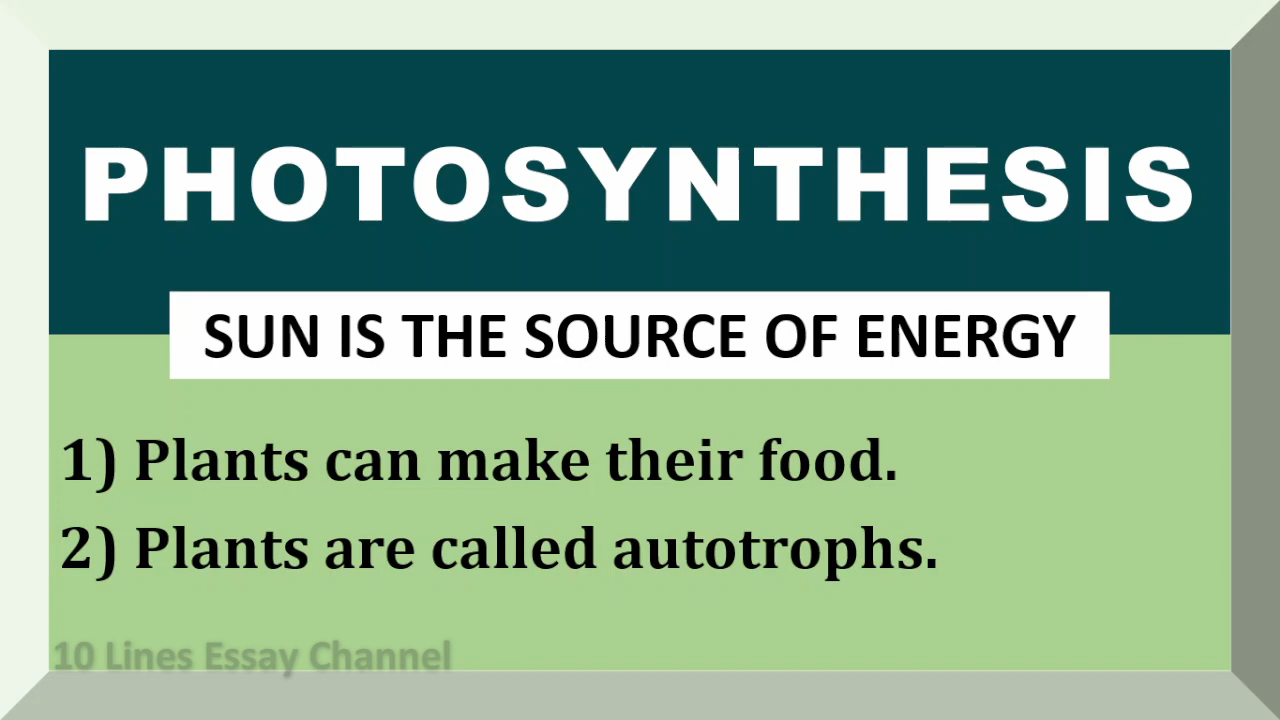 PHOTOSYNTHESIS
SUN IS THE SOURCE OF ENERGY
1) Plants can make their food.
2) Plants are called autotrophs.
10 Lines Essay Channel